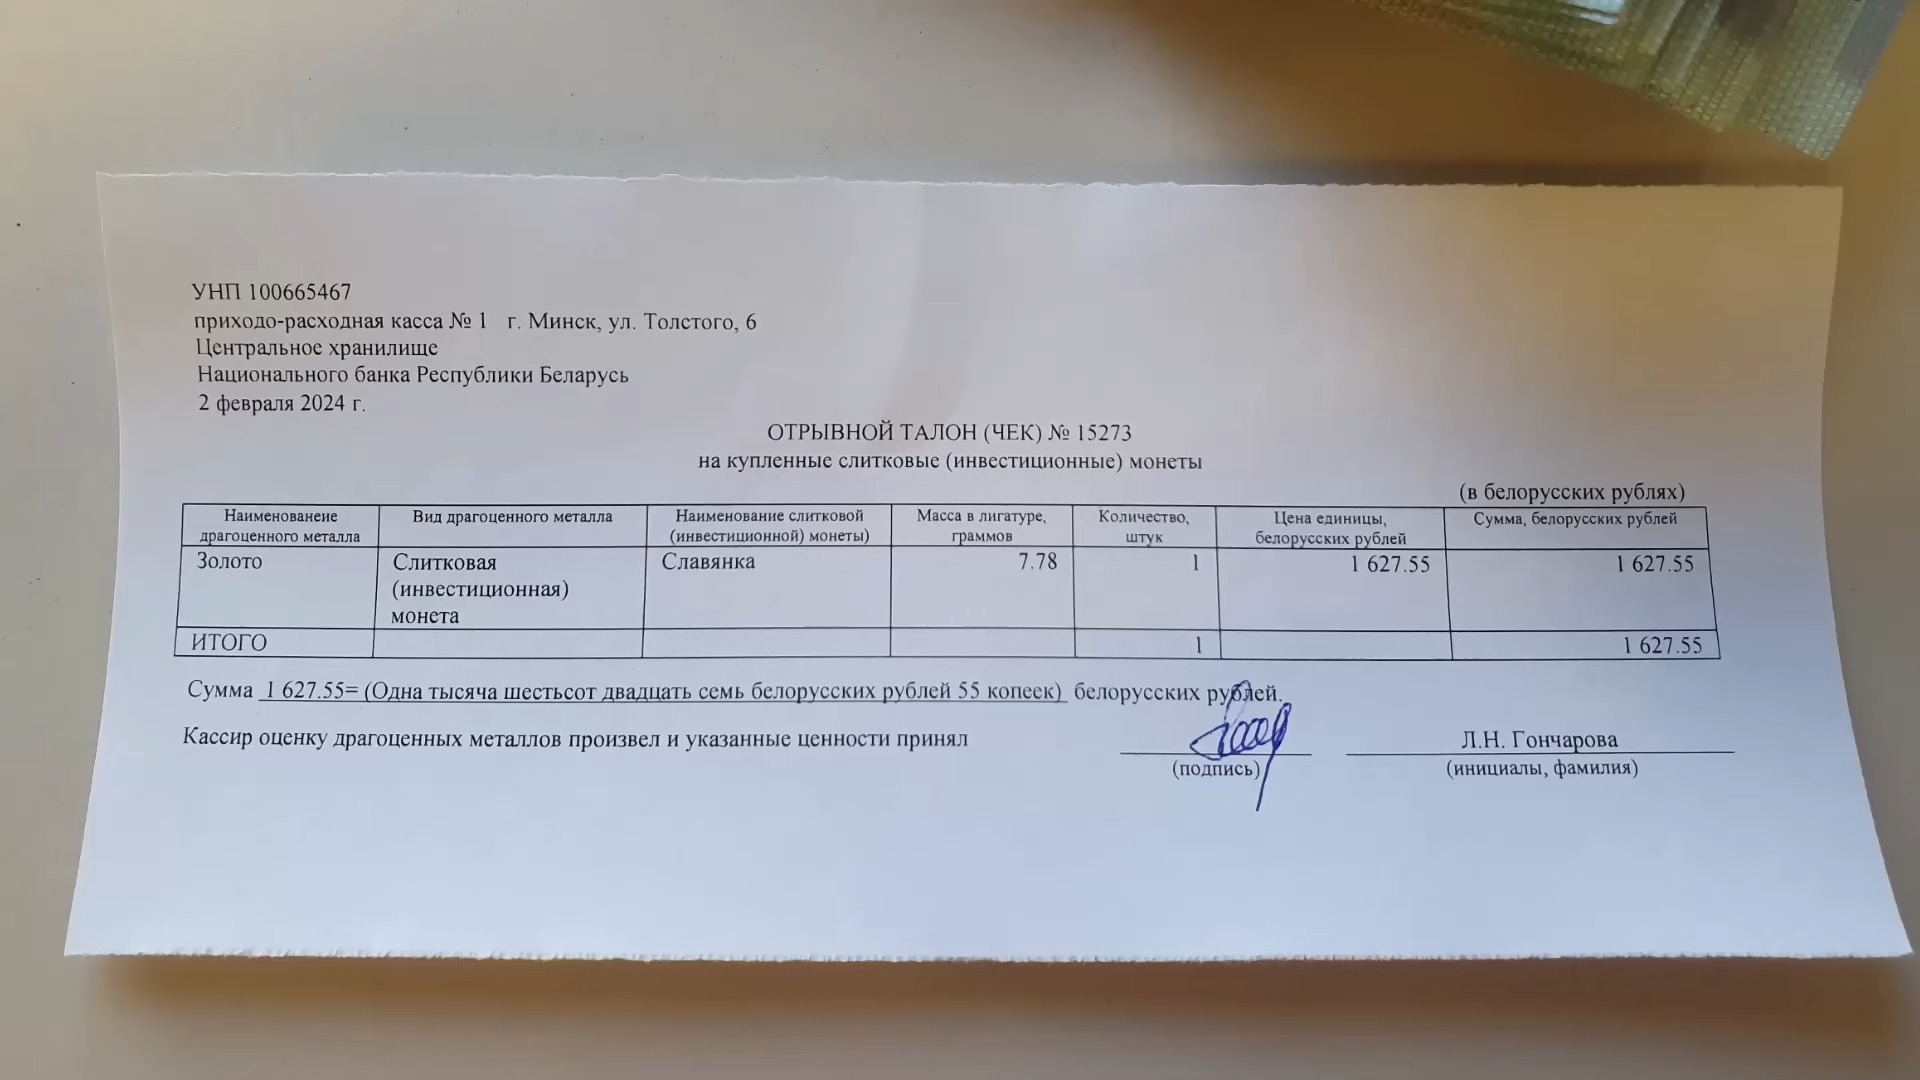 УНП 100665467
приходо-расходная касса № 1 г. Минск, ул. Толстого, 6
Центральное хранилище
Национального банка Республики Беларусь
2 февраля 2024 г.
ОТРЫВНОЙ ТАЛОН (ЧЕК) № 15273
на купленные слитковые (инвестиционные) монеты
(в белорусских рублях)
Наименованеие драгоценного металла Вид драгоценного металла Наименование слитковой (инвестиционной) монеты) Масса в лигатуре, граммов Количество, штук Цена единицы, белорусских рублей Сумма, белорусских рублей
Золото Слитковая (инвестиционная) монета Славянка 7.78 1 1 627.55 1 627.55
ИТОГО 1 1 627.55
Сумма 1 627.55= (Одна тысяча шестьсот двадцать семь белорусских рублей 55 копеек) белорусских рублей.
Кассир оценку драгоценных металлов произвел и указанные ценности принял Л.Н. Гончарова
(подпись) (инициалы, фамилия)